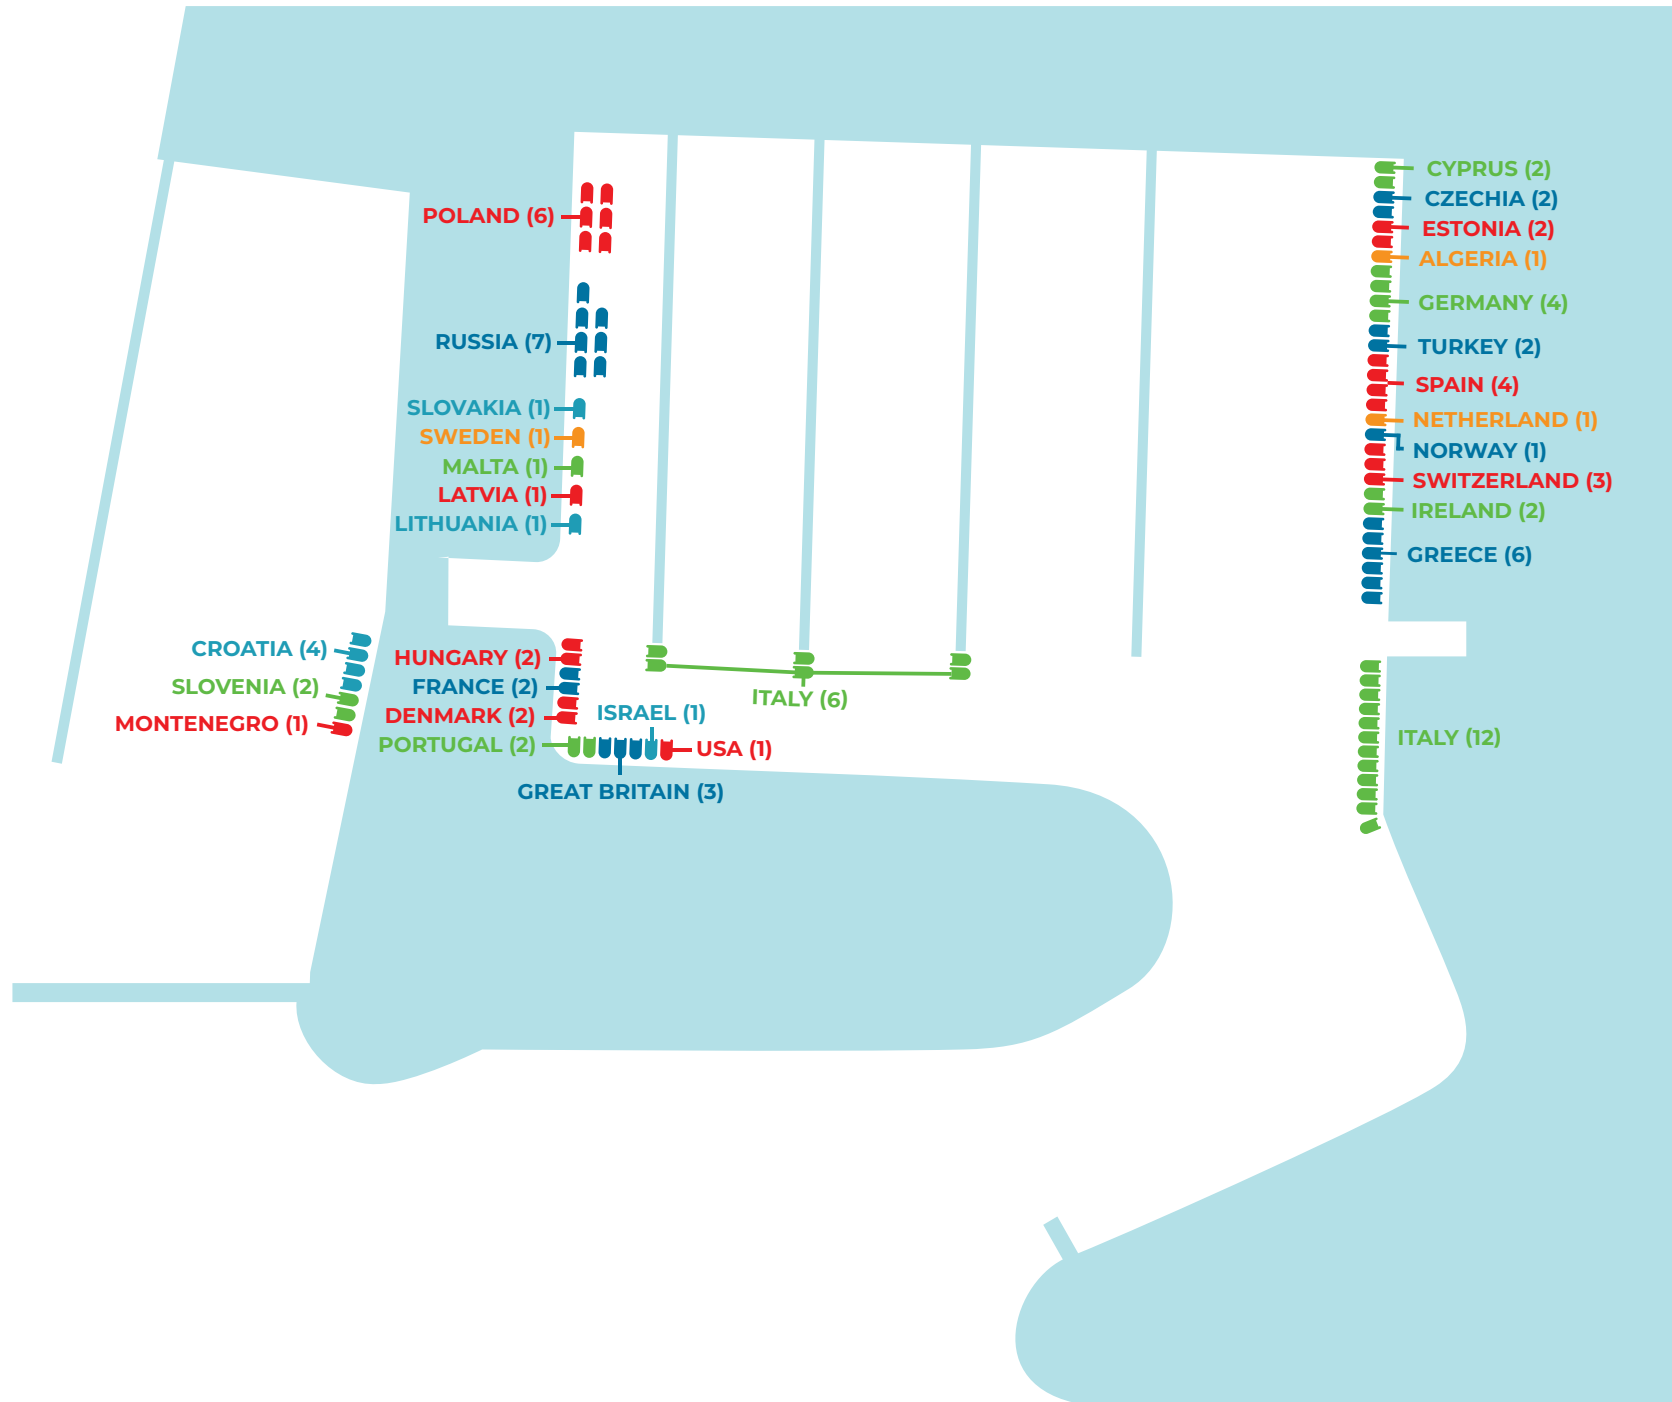 POLAND (6)
RUSSIA (7)
SLOVAKIA (1)
SWEDEN (1)
MALTA (1)
LATVIA (1)
LITHUANIA (1)
CROATIA (4)
SLOVENIA (2)
MONTENEGRO (1)
HUNGARY (2)
FRANCE (2)
DENMARK (2)
PORTUGAL (2)
ISRAEL (1)
USA (1)
GREAT BRITAIN (3)
ITALY (6)
CYPRUS (2)
CZECHIA (2)
ESTONIA (2)
ALGERIA (1)
GERMANY (4)
TURKEY (2)
SPAIN (4)
NETHERLAND (1)
NORWAY (1)
SWITZERLAND (3)
IRELAND (2)
GREECE (6)
ITALY (12)